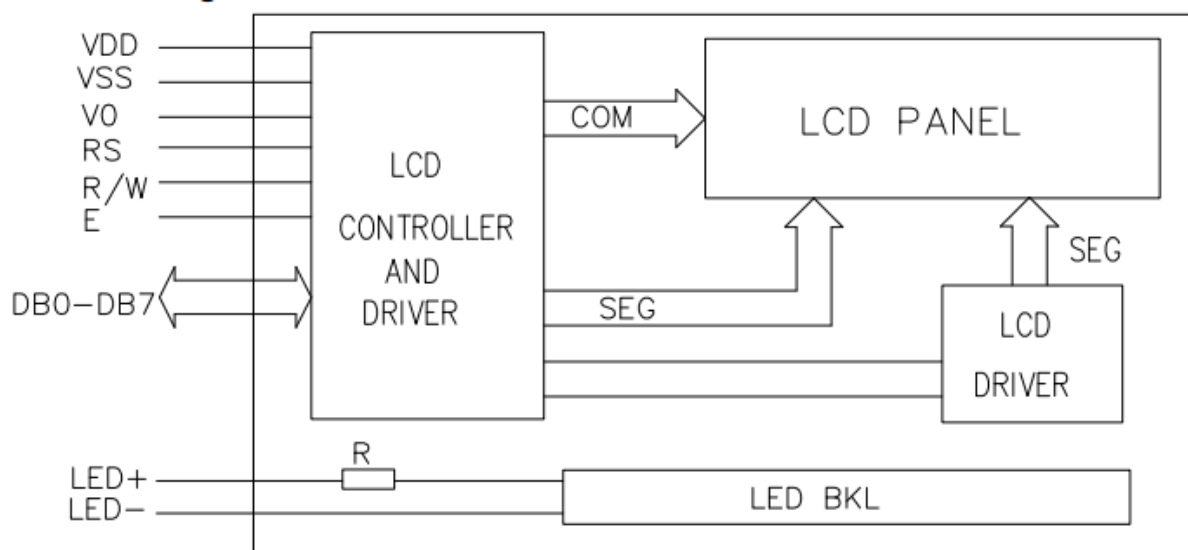 VDD
VSS
V0
RS
R/W
E
DB0-DB7
LCD
CONTROLLER
AND
DRIVER
COM
LCD PANEL
SEG
SEG
LCD
DRIVER
R
LED+
LED-
LED BKL